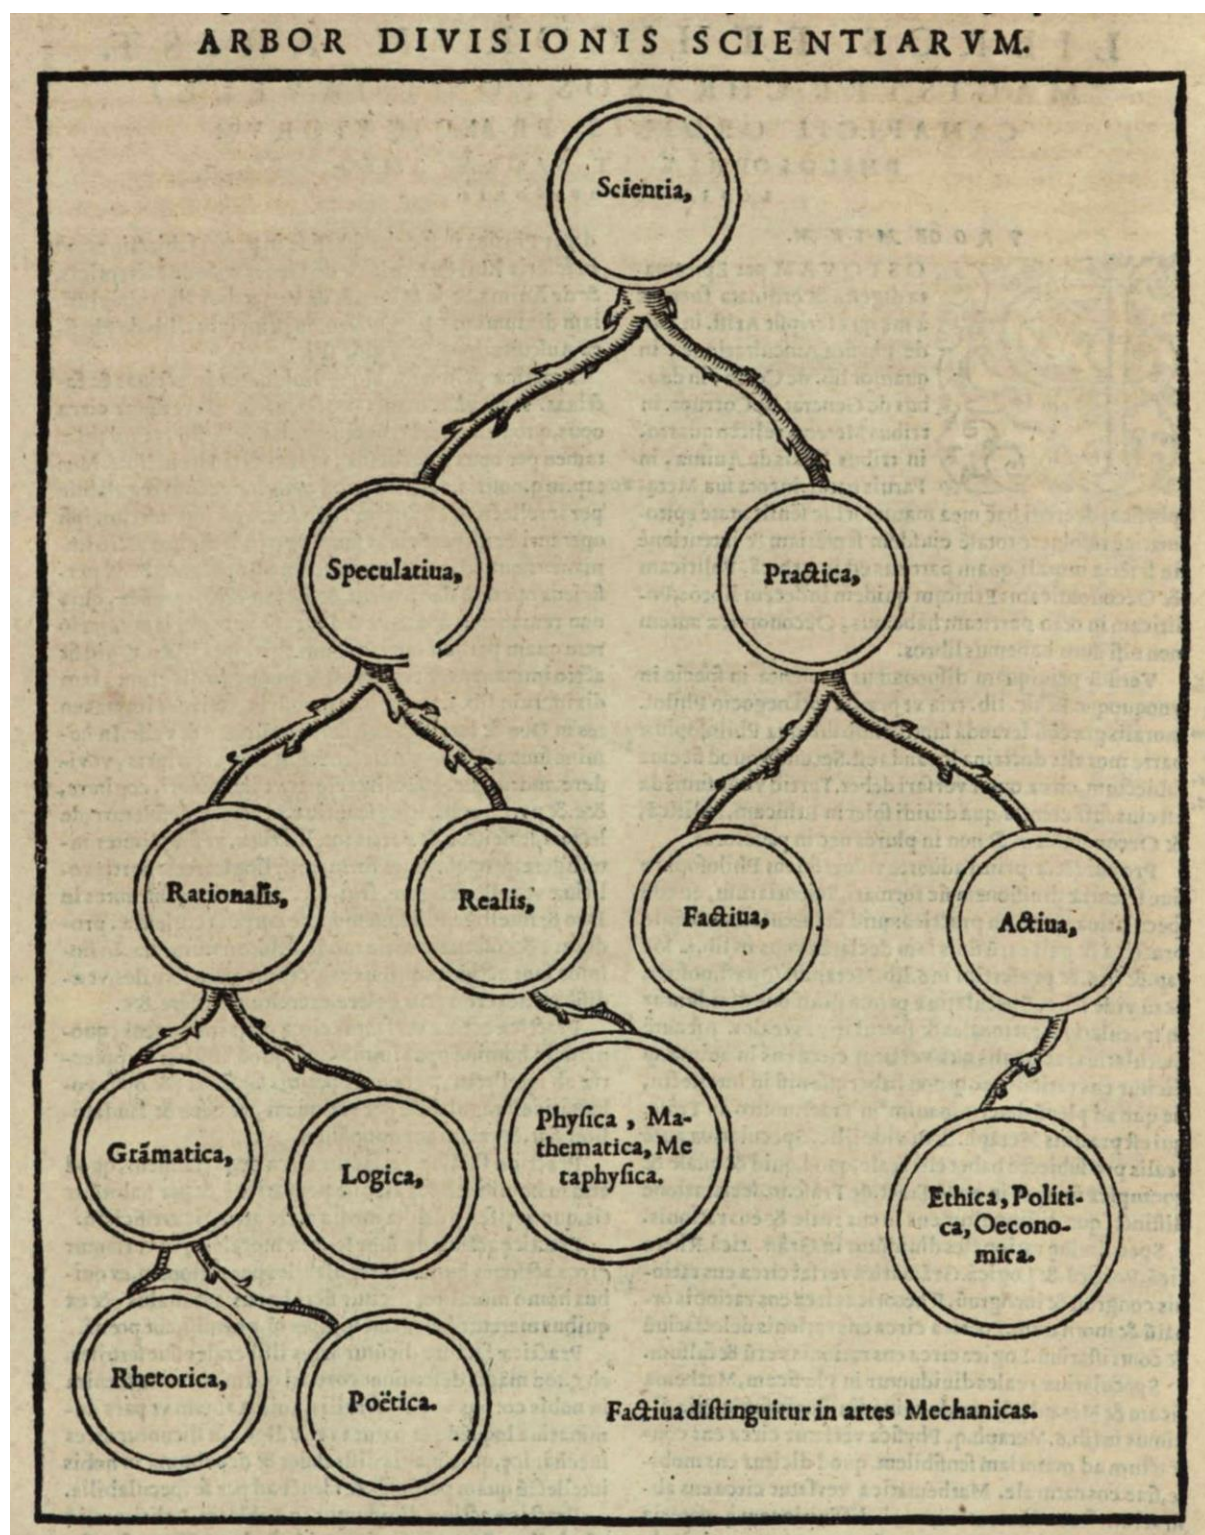 ARBOR DIVISIONIS SCIENTIARVM.
Scientia,
Speculatiua,
Practica,
Rationalis,
Realis,
Factiua,
Actiua,
Grãmatica,
Logica,
Physica, Ma-
thematica, Me
taphysica.
Ethica, Politi-
ca, Oecono-
mica.
Rhetorica,
Poëtica.
Factiua distinguitur in artes Mechanicas.